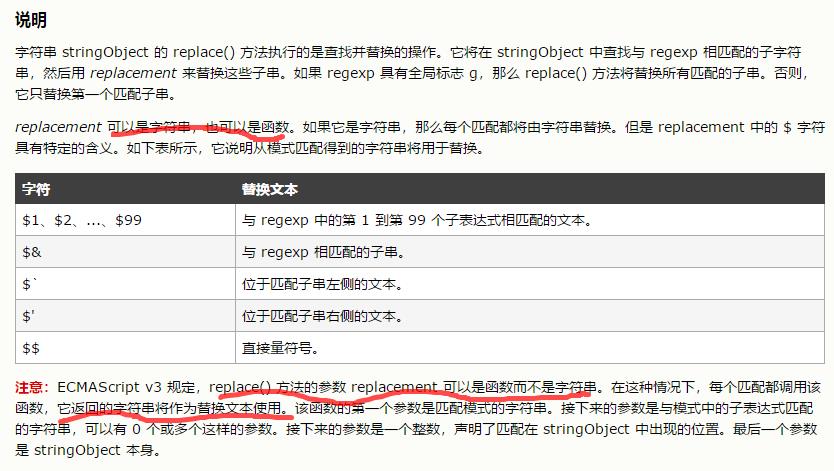 说明
字符串 stringObject 的 replace() 方法执行的是查找并替换的操作。它将在 stringObject 中查找与 regexp 相匹配的子字符
串，然后用 replacement 来替换这些子串。如果 regexp 具有全局标志 g，那么 replace() 方法将替换所有匹配的子串。否则，
它只替换第一个匹配子串。
replacement 可以是字符串，也可以是函数。如果它是字符串，那么每个匹配都将由字符串替换。但是 replacement 中的 $ 字符
具有特定的含义。如下表所示，它说明从模式匹配得到的字符串将用于替换。
字符 替换文本
$1、$2、...、$99 与 regexp 中的第 1 到第 99 个子表达式相匹配的文本。
$& 与 regexp 相匹配的子串。
$` 位于匹配子串左侧的文本。
$' 位于匹配子串右侧的文本。
$$ 直接量符号。
注意：ECMAScript v3 规定，replace() 方法的参数 replacement 可以是函数而不是字符串。在这种情况下，每个匹配都调用该
函数，它返回的字符串将作为替换文本使用。该函数的第一个参数是匹配模式的字符串。接下来的参数是与模式中的子表达式匹配
的字符串，可以有 0 个或多个这样的参数。接下来的参数是一个整数，声明了匹配在 stringObject 中出现的位置。最后一个参数
是 stringObject 本身。